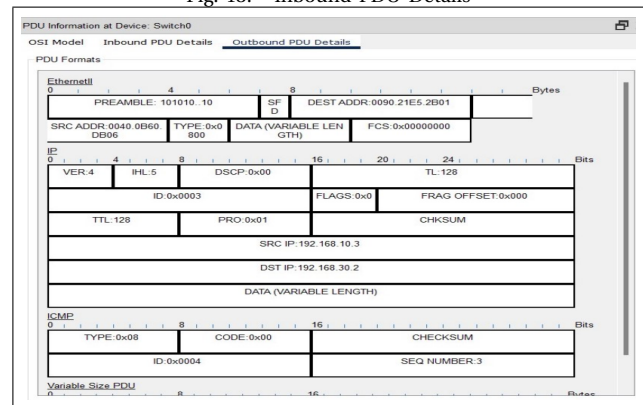 Fig. 18. Inbound PDU Details
PDU Information at Device: Switch0
OSI Model Inbound PDU Details Outbound PDU Details
PDU Formats
EthernetII
0 4 8 Bytes
PREAMBLE: 101010..10 SF D DEST ADDR:0090.21E5.2B01
SRC ADDR:0040.0B60. DB06 TYPE:0x0 800 DATA (VARIABLE LEN GTH) FCS:0x00000000
IP
0 4 8 16 20 24 Bits
VER:4 IHL:5 DSCP:0x00 TL:128
ID:0x0003 FLAGS:0x0 FRAG OFFSET:0x000
TTL:128 PRO:0x01 CHKSUM
SRC IP:192.168.10.3
DST IP:192.168.30.2
DATA (VARIABLE LENGTH)
ICMP
0 8 16 Bits
TYPE:0x08 CODE:0x00 CHECKSUM
ID:0x0004 SEQ NUMBER:3
Variable Size PDU
0 8 16 Bytes